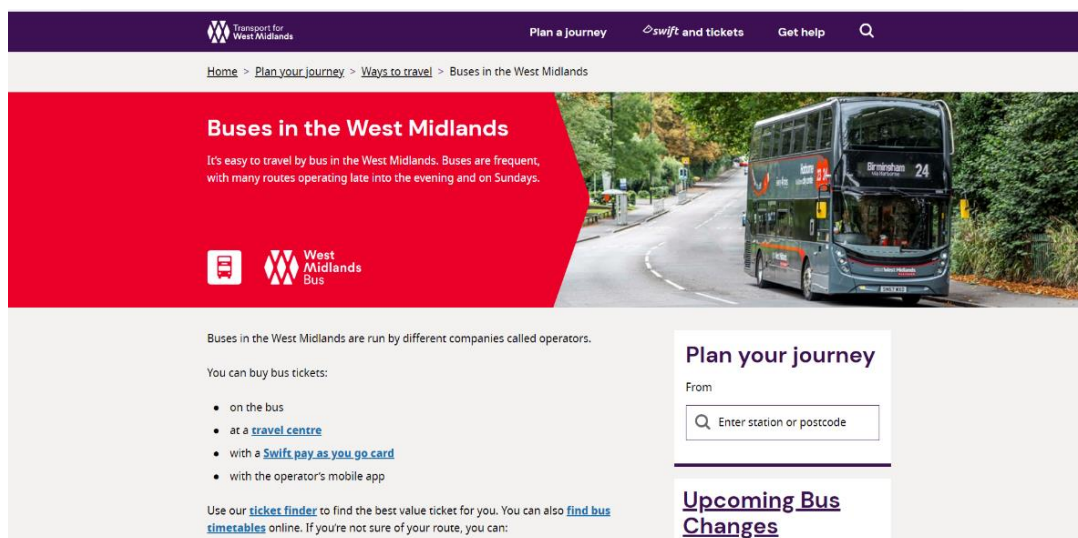 Transport for
West Midlands
Plan a journey
swift and tickets
Get help
Home > Plan your journey > Ways to travel > Buses in the West Midlands
Buses in the West Midlands
It's easy to travel by bus in the West Midlands. Buses are frequent,
with many routes operating late into the evening and on Sundays.
West
Midlands
Bus
Birmingham
24
Buses in the West Midlands are run by different companies called operators.
You can buy bus tickets:
• on the bus
• at a travel centre
• with a Swift pay as you go card
• with the operator's mobile app
Use our ticket finder to find the best value ticket for you. You can also find bus
timetables online. If you're not sure of your route, you can:
Plan your journey
From
Enter station or postcode
Upcoming Bus
Changes